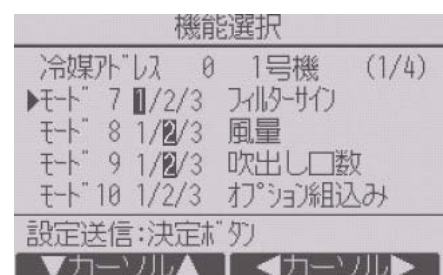 機能選択
冷媒アドレス 0 1号機 (1/4)
▶モード 7 1/2/3 フィルターサイン
モード 8 1/2/3 風量
モード 9 1/2/3 吹出し口数
モード 10 1/2/3 オプション組込み
設定送信:決定ボタン
▼カーソル▲ ◀カーソル▶